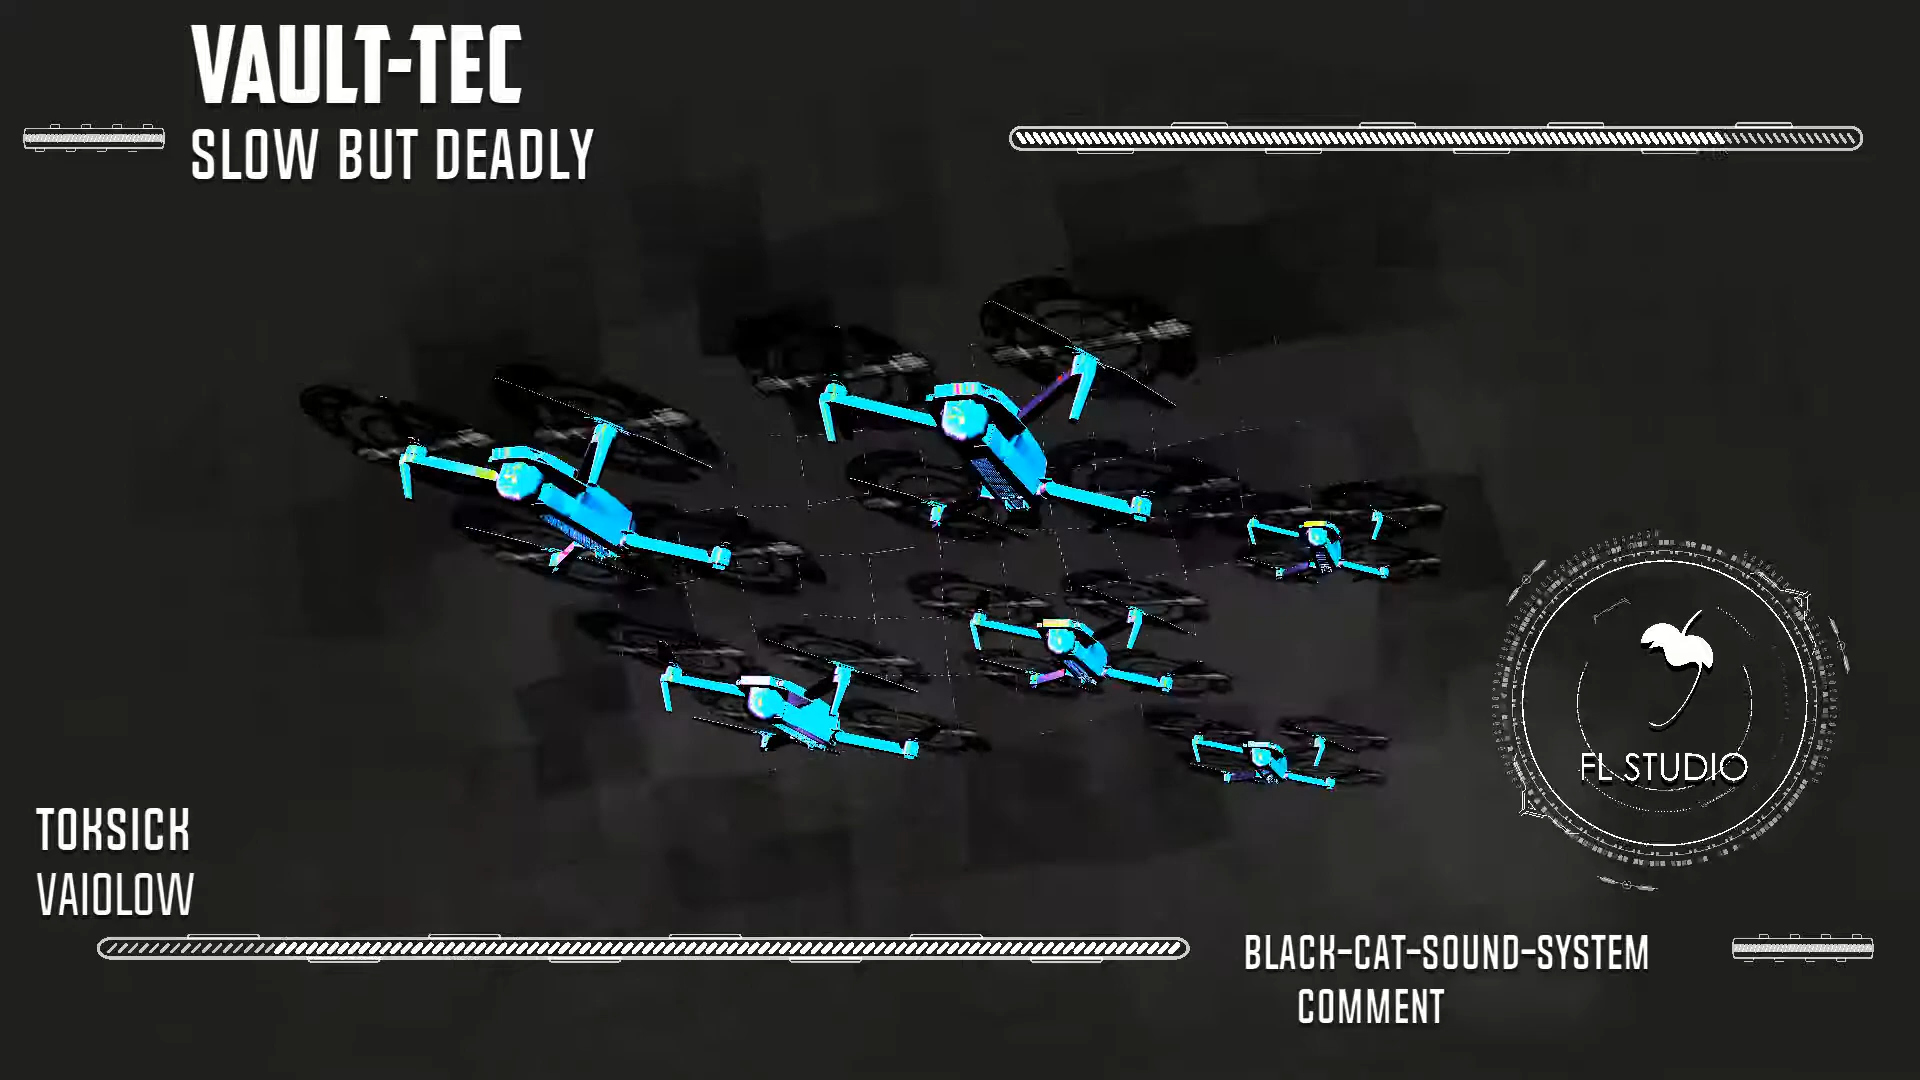 VAULT-TEC
SLOW BUT DEADLY
FL STUDIO
TOKSICK
VAIOLOW
BLACK-CAT-SOUND-SYSTEM
COMMENT